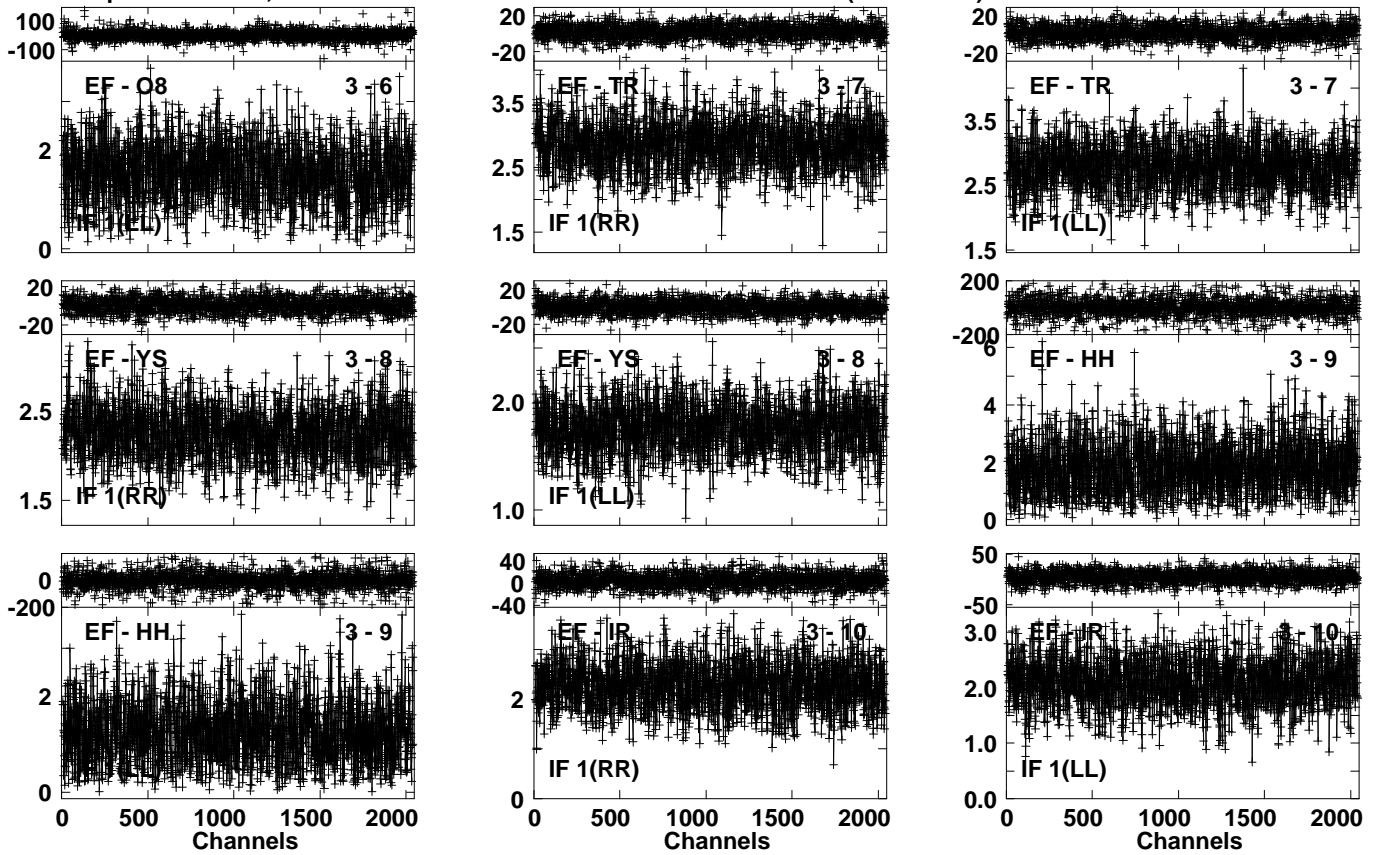 100
-100
EF - O8 3 - 6
2
IF 1(LL)
0
20
-20
EF - TR 3 - 7
3.5
2.5
IF 1(RR)
1.5
20
-20
EF - TR 3 - 7
3.5
2.5
IF 1(LL)
1.5
20
-20
EF - YS 3 - 8
2.5
IF 1(RR)
1.5
20
-20
EF - YS 3 - 8
2.0
IF 1(LL)
1.0
200
-200
6
EF - HH 3 - 9
4
2
0
0
-200
EF - HH 3 - 9
2
0
0 500 1000 1500 2000
Channels
40
0
-40
EF - IR 3 - 10
2
IF 1(RR)
0
0 500 1000 1500 2000
Channels
50
-50
3.0
EF - IR 3 - 10
2.0
1.0
IF 1(LL)
0.0
0 500 1000 1500 2000
Channels